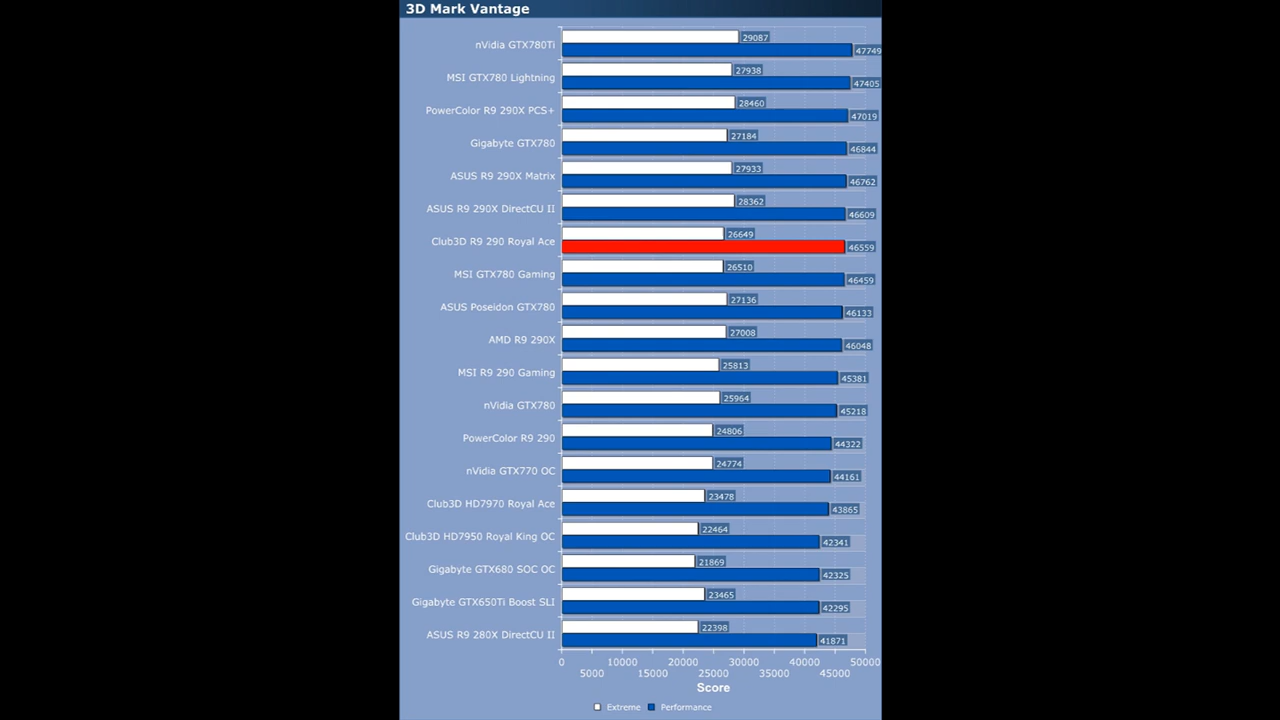 3D Mark Vantage
nVidia GTX780Ti
29087
47749
MSI GTX780 Lightning
27938
47405
PowerColor R9 290X PCS+
28460
47019
Gigabyte GTX780
27184
46844
ASUS R9 290X Matrix
27933
46762
ASUS R9 290X DirectCU II
28362
46609
Club3D R9 290 Royal Ace
26649
46559
MSI GTX780 Gaming
26510
46459
ASUS Poseidon GTX780
27136
46133
AMD R9 290X
27008
46048
MSI R9 290 Gaming
25813
45381
nVidia GTX780
25964
45218
PowerColor R9 290
24806
44322
nVidia GTX770 OC
24774
44161
Club3D HD7970 Royal Ace
23478
43865
Club3D HD7950 Royal King OC
22464
42341
Gigabyte GTX680 SOC OC
21869
42325
Gigabyte GTX650Ti Boost SLI
23465
42295
ASUS R9 280X DirectCU II
22398
41871
0 10000 20000 30000 40000 50000
5000 15000 25000 35000 45000
Score
Extreme Performance